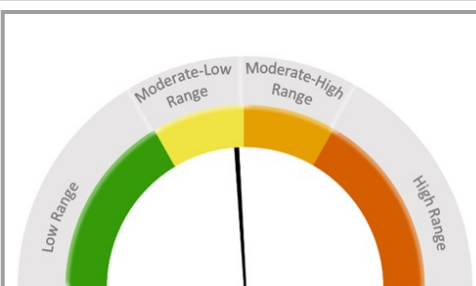 Moderate-Low
Range
Moderate-High
Range
Low Range
High Range